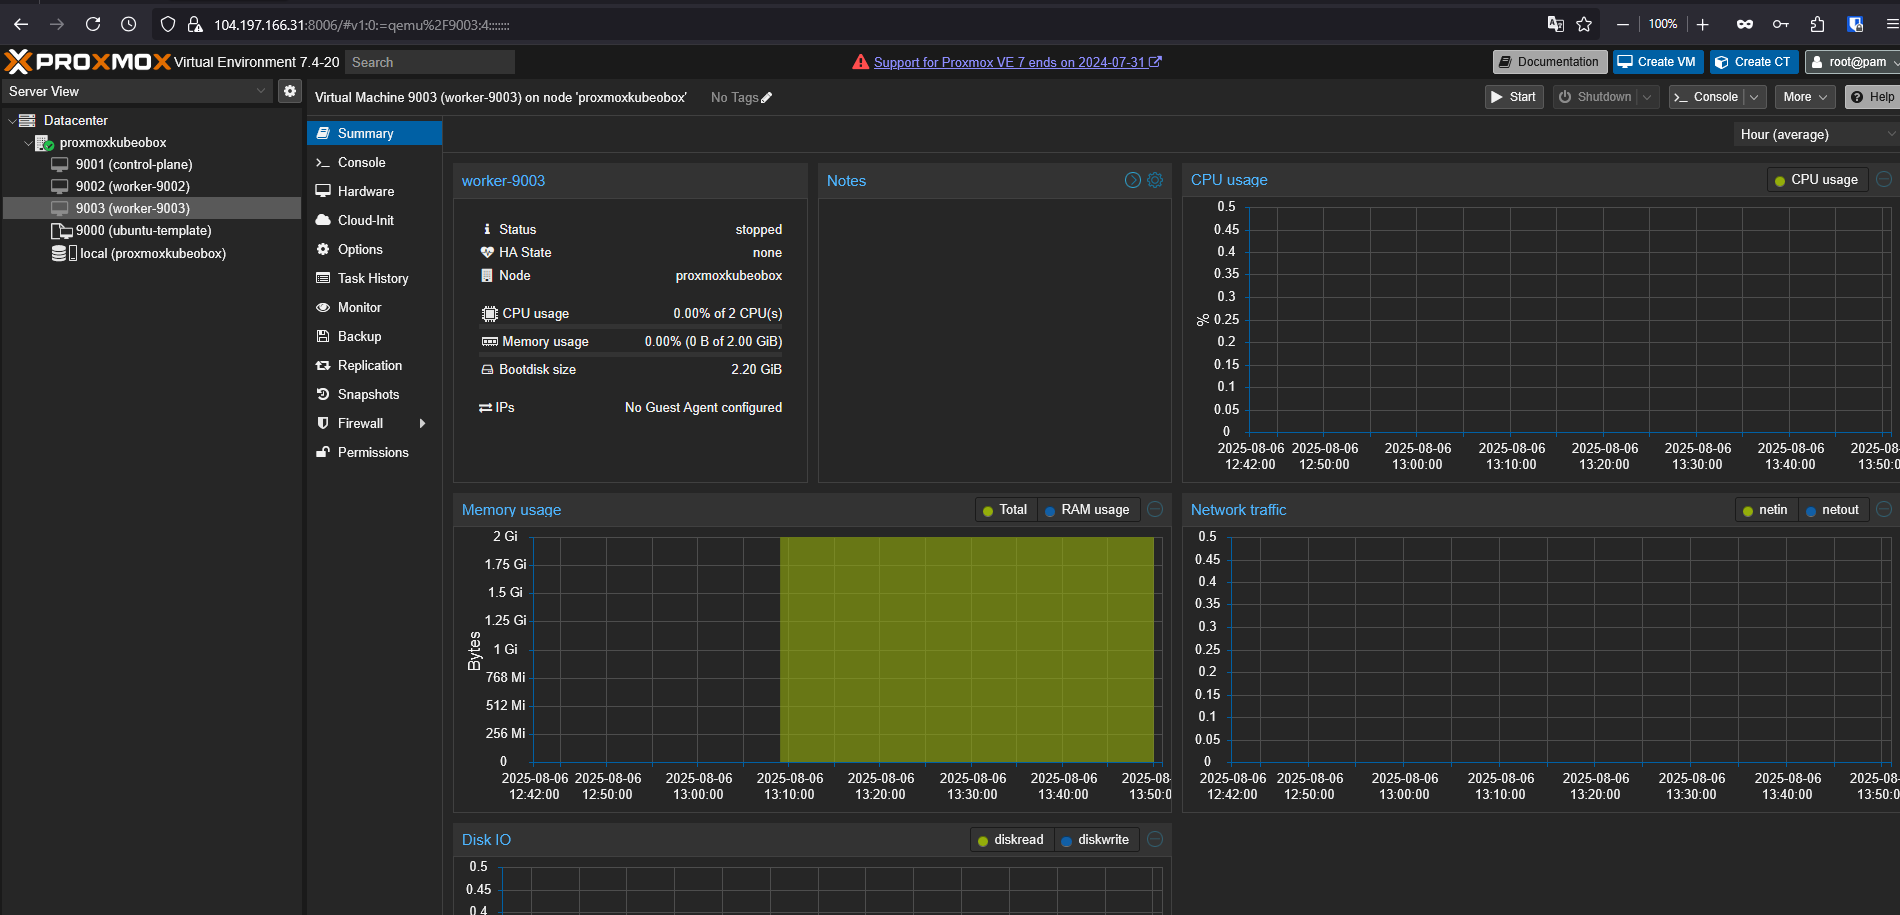 104.197.166.31:8006/#v1:0:=qemu%2F9003:4:::::::
100%
PROXMOX Virtual Environment 7.4-20
Search
Support for Proxmox VE 7 ends on 2024-07-31
Documentation
Create VM
Create CT
root@pam
Server View
Virtual Machine 9003 (worker-9003) on node 'proxmoxkubeobox'
No Tags
Start
Shutdown
Console
More
Help
Datacenter
proxmoxkubeobox
9001 (control-plane)
9002 (worker-9002)
9003 (worker-9003)
9000 (ubuntu-template)
local (proxmoxkubeobox)
Summary
Console
Hardware
Cloud-Init
Options
Task History
Monitor
Backup
Replication
Snapshots
Firewall
Permissions
Hour (average)
worker-9003
Status stopped
HA State none
Node proxmoxkubeobox
CPU usage 0.00% of 2 CPU(s)
Memory usage 0.00% (0 B of 2.00 GiB)
Bootdisk size 2.20 GiB
IPs No Guest Agent configured
Notes
CPU usage
CPU usage
0.5
0.45
0.4
0.35
0.3
0.25
0.2
0.15
0.1
0.05
0
%
2025-08-06 2025-08-06 2025-08-06 2025-08-06 2025-08-06 2025-08-06 2025-08-06 2025-08-
12:42:00 12:50:00 13:00:00 13:10:00 13:20:00 13:30:00 13:40:00 13:50:0
Memory usage
Total RAM usage
2 Gi
1.75 Gi
1.5 Gi
1.25 Gi
1 Gi
768 Mi
512 Mi
256 Mi
0
Bytes
2025-08-06 2025-08-06 2025-08-06 2025-08-06 2025-08-06 2025-08-06 2025-08-06 2025-08-
12:42:00 12:50:00 13:00:00 13:10:00 13:20:00 13:30:00 13:40:00 13:50:0
Network traffic
netin netout
0.5
0.45
0.4
0.35
0.3
0.25
0.2
0.15
0.1
0.05
0
2025-08-06 2025-08-06 2025-08-06 2025-08-06 2025-08-06 2025-08-06 2025-08-06 2025-08-
12:42:00 12:50:00 13:00:00 13:10:00 13:20:00 13:30:00 13:40:00 13:50:0
Disk IO
diskread diskwrite
0.5
0.45
0.4